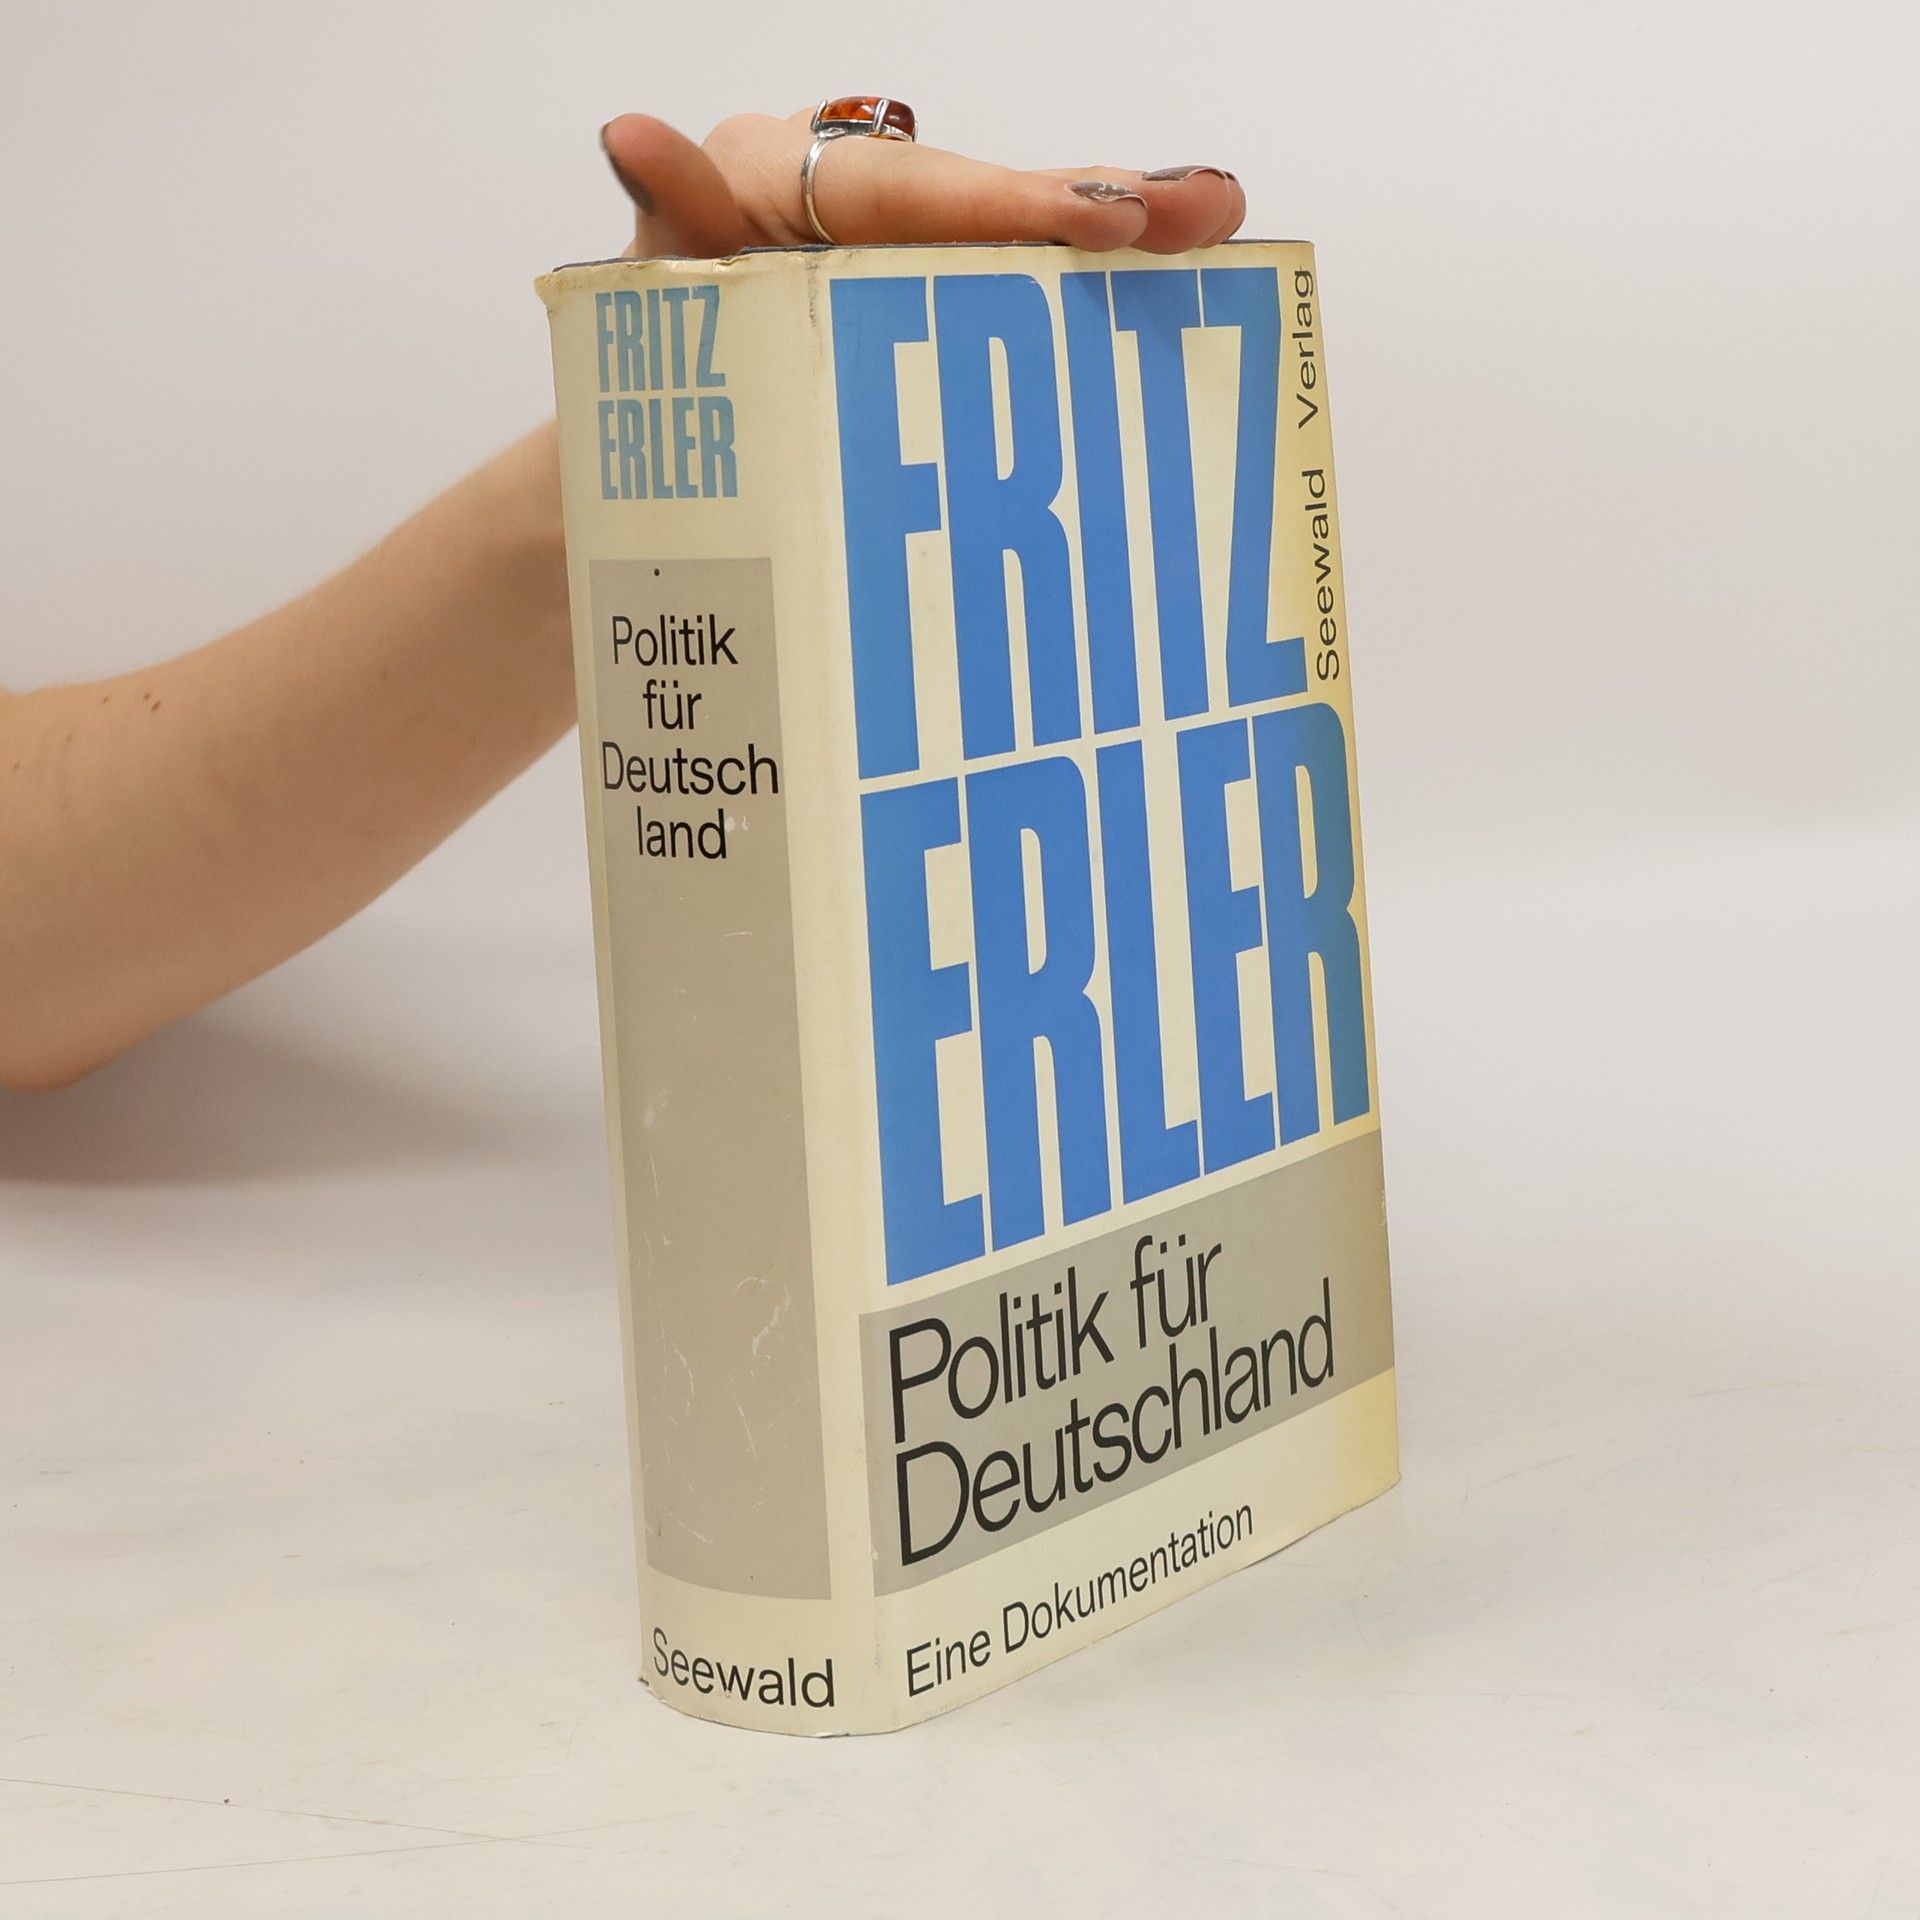 FRITZ
ERLER
Politik
für
Deutsch
land
Seewald
FRITZ
ERLER
Seewald Verlag
Politik für
Deutschland
Eine Dokumentation